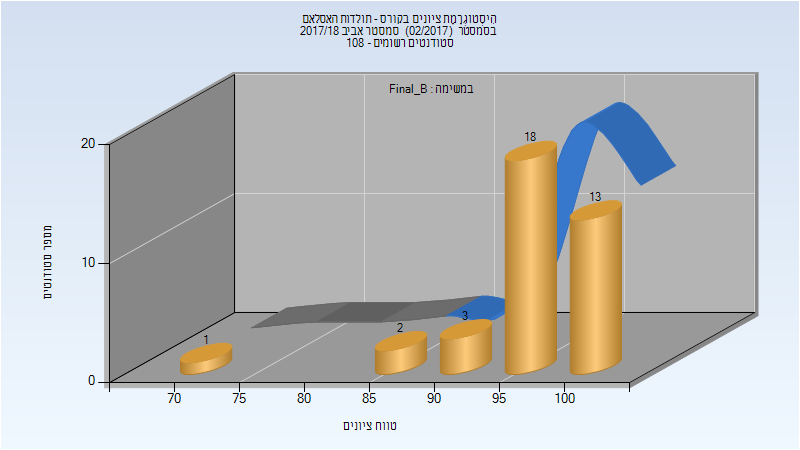 היסטוגרמת ציונים בקורס - תולדות האסלאם
בסמסטר (02/2017) סמסטר אביב 2017/18
סטודנטים רשומים - 108
במשימה : Final_B
מספר סטודנטים
20
10
0
1
2
3
18
13
70 75 80 85 90 95 100
טווח ציונים